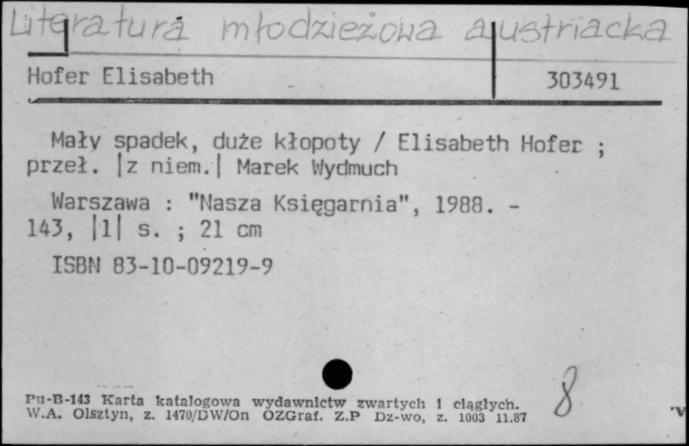 Literatura młodzieżowa austriacka
Hofer Elisabeth 303491
Mały spadek, duże kłopoty / Elisabeth Hofer ;
przeł. |z niem.| Marek Wydmuch
Warszawa : "Nasza Księgarnia", 1988. -
143, |1| s. ; 21 cm
ISBN 83-10-09219-9
8
Pu-B-143 Karta katalogowa wydawnictw zwartych i ciągłych.
W.A. Olsztyn, z. 1470/DW/On OZGraf. Z.P Dz-wo, z. 1003 11.87